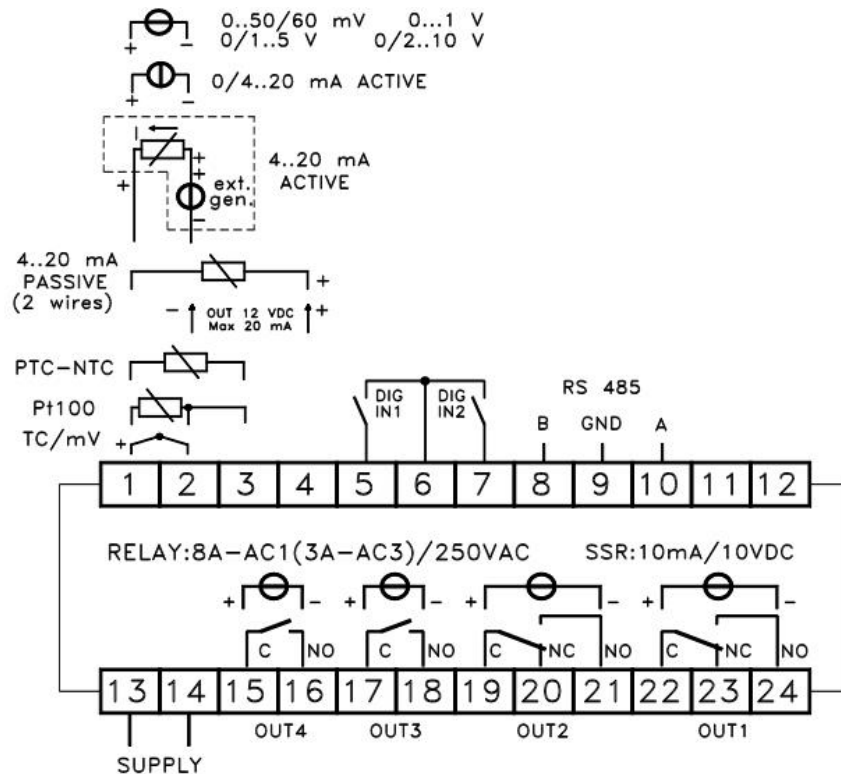 0..50/60 mV 0...1 V
0/1..5 V 0/2..10 V
+ -
0/4..20 mA ACTIVE
+ -
I
+
+
+
ext.
gen.
-
4..20 mA
ACTIVE
4..20 mA
PASSIVE
(2 wires)
+
- OUT 12 VDC +
Max 20 mA
PTC-NTC
Pt100
TC/mV +
DIG
IN1
DIG
IN2
RS 485
B GND A
1 2 3 4 5 6 7 8 9 10 11 12
RELAY:8A-AC1(3A-AC3)/250VAC SSR:10mA/10VDC
+ - + - + - + -
C NO C NO C NC NO C NC NO
13 14 15 16 17 18 19 20 21 22 23 24
OUT4 OUT3 OUT2 OUT1
SUPPLY